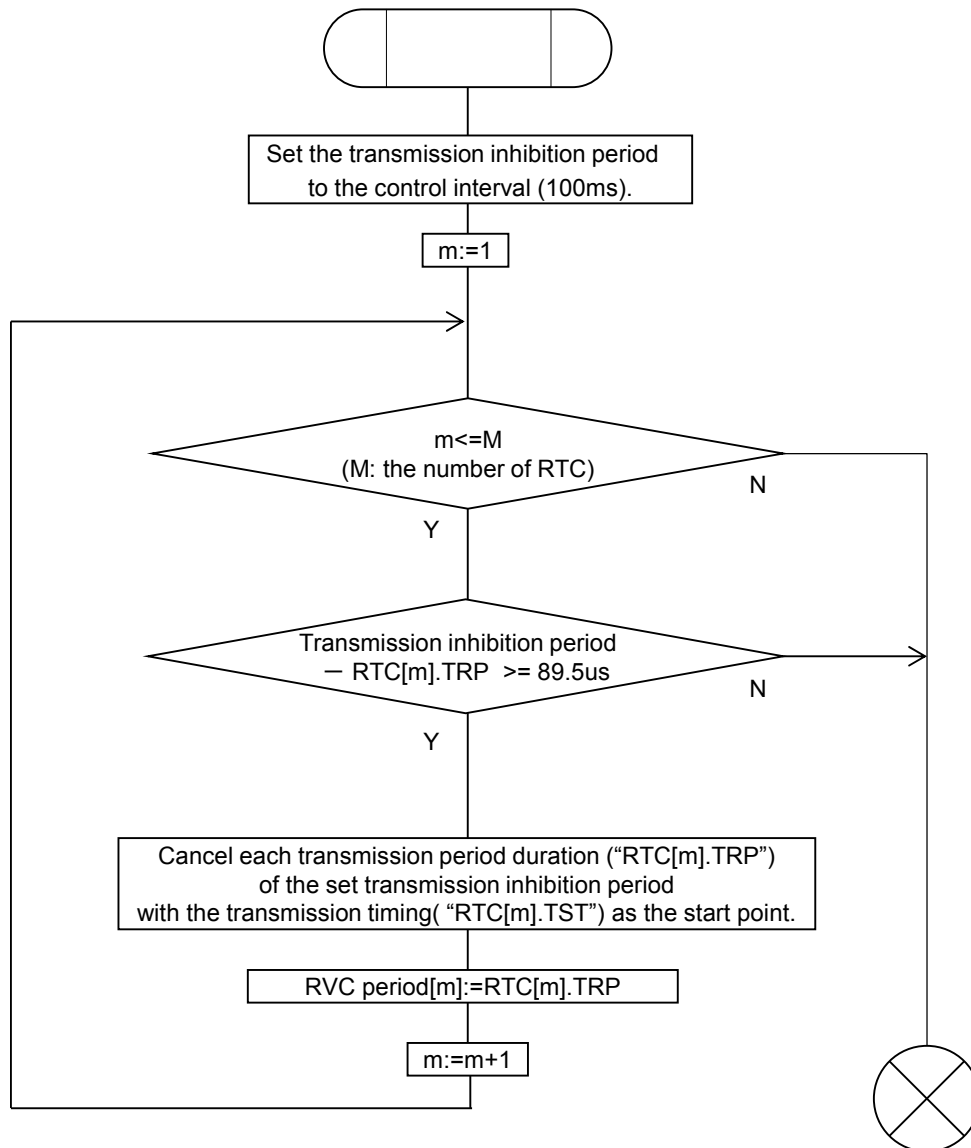 Set the transmission inhibition period
to the control interval (100ms).
m:=1
m<=M
(M: the number of RTC)
N
Y
Transmission inhibition period
— RTC[m].TRP >= 89.5us
N
Y
Cancel each transmission period duration (“RTC[m].TRP”)
of the set transmission inhibition period
with the transmission timing( “RTC[m].TST”) as the start point.
RVC period[m]:=RTC[m].TRP
m:=m+1